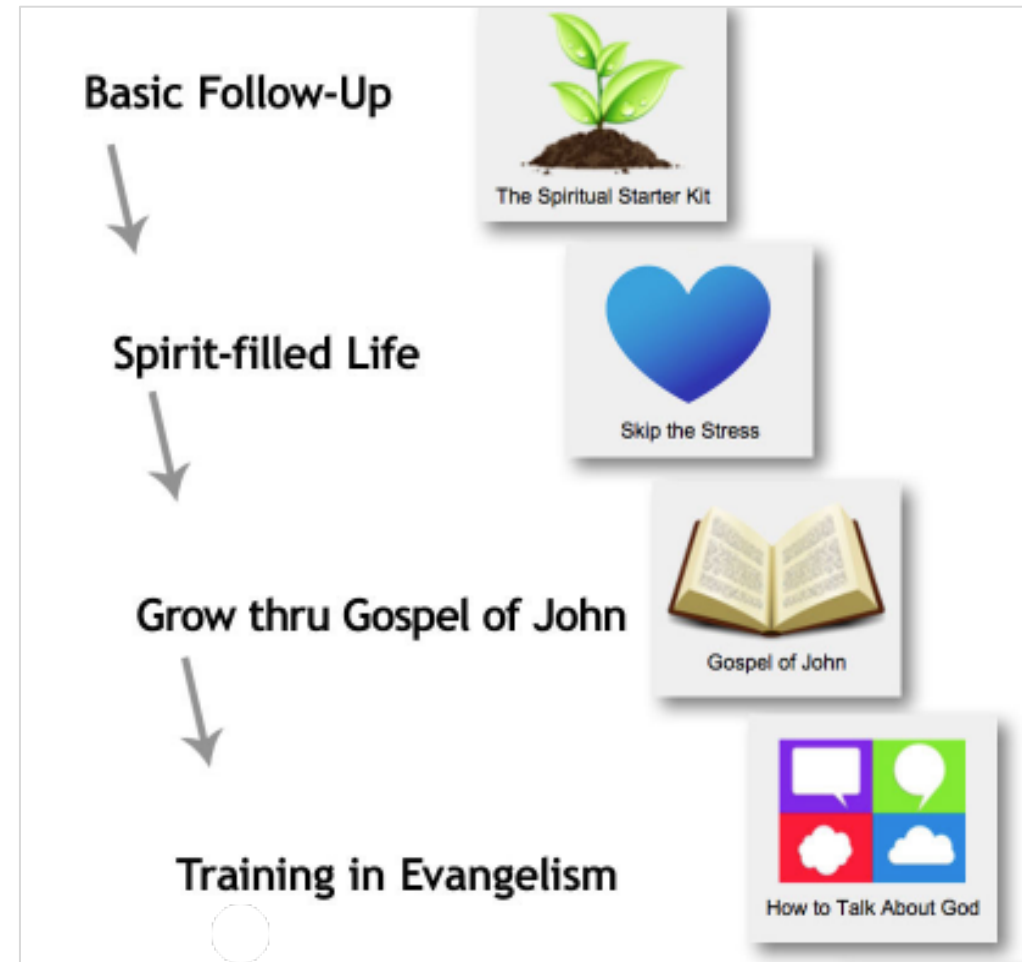 Basic Follow-Up
The Spiritual Starter Kit
Spirit-filled Life
Skip the Stress
Grow thru Gospel of John
Gospel of John
Training in Evangelism
How to Talk About God